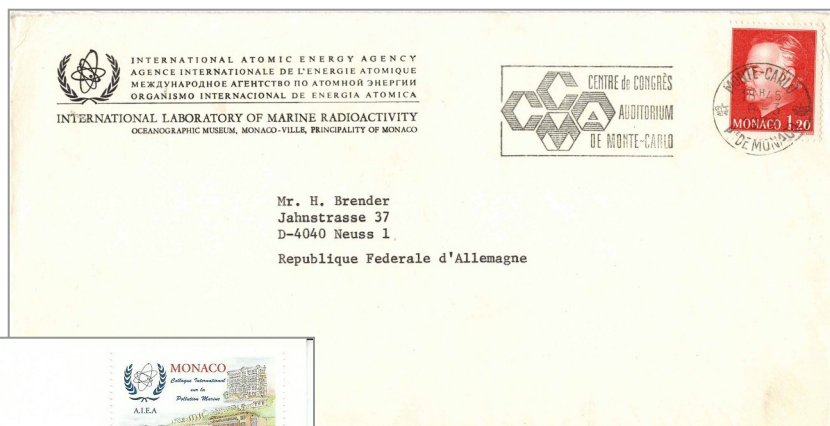 INTERNATIONAL ATOMIC ENERGY AGENCY
AGENCE INTERNATIONALE DE L'ENERGIE ATOMIQUE
МЕЖДУНАРОДНОЕ АГЕНТСТВО ПО АТОМНОЙ ЭНЕРГИИ
ORGANISMO INTERNACIONAL DE ENERGIA ATOMICA
INTERNATIONAL LABORATORY OF MARINE RADIOACTIVITY
OCEANOGRAPHIC MUSEUM, MONACO-VILLE, PRINCIPALITY OF MONACO
CCMA
CENTRE de CONGRÈS
AUDITORIUM
DE MONTE-CARLO
MONTE-CARLO
MONACO 1,20
Pté DE MONACO
Mr. H. Brender
Jahnstrasse 37
D-4040 Neuss 1
Republique Federale d'Allemagne
MONACO
Colloque International
sur la
Pollution Marine
A.I.E.A